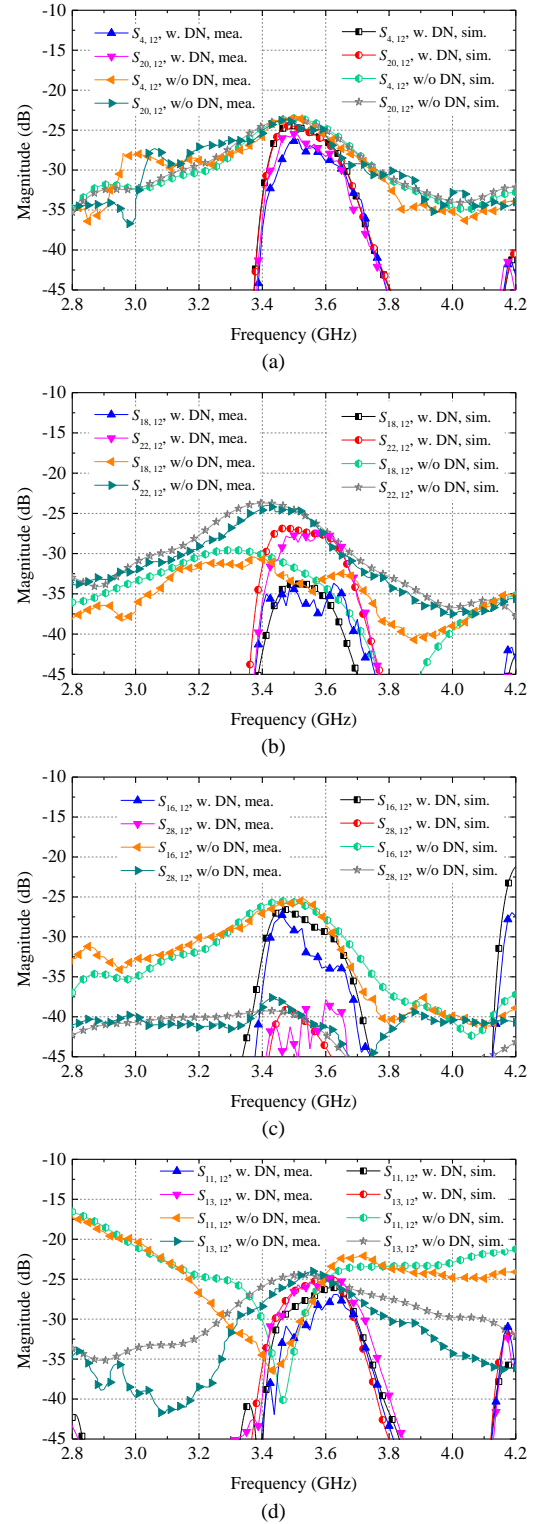 -10
-15
-20
-25
-30
-35
-40
-45
Magnitude (dB)
S4, 12, w. DN, mea.
S20, 12, w. DN, mea.
S4, 12, w/o DN, mea.
S20, 12, w/o DN, mea.
S4, 12, w. DN, sim.
S20, 12, w. DN, sim.
S4, 12, w/o DN, sim.
S20, 12, w/o DN, sim.
2.8 3.0 3.2 3.4 3.6 3.8 4.0 4.2
Frequency (GHz)
(a)
-10
-15
-20
-25
-30
-35
-40
-45
Magnitude (dB)
S18, 12, w. DN, mea.
S22, 12, w. DN, mea.
S18, 12, w/o DN, mea.
S22, 12, w/o DN, mea.
S18, 12, w. DN, sim.
S22, 12, w. DN, sim.
S18, 12, w/o DN, sim.
S22, 12, w/o DN, sim.
2.8 3.0 3.2 3.4 3.6 3.8 4.0 4.2
Frequency (GHz)
(b)
-10
-15
-20
-25
-30
-35
-40
-45
Magnitude (dB)
S16, 12, w. DN, mea.
S28, 12, w. DN, mea.
S16, 12, w/o DN, mea.
S28, 12, w/o DN, mea.
S16, 12, w. DN, sim.
S28, 12, w. DN, sim.
S16, 12, w/o DN, sim.
S28, 12, w/o DN, sim.
2.8 3.0 3.2 3.4 3.6 3.8 4.0 4.2
Frequency (GHz)
(c)
-10
-15
-20
-25
-30
-35
-40
-45
Magnitude (dB)
S11, 12, w. DN, mea.
S13, 12, w. DN, mea.
S11, 12, w/o DN, mea.
S13, 12, w/o DN, mea.
S11, 12, w. DN, sim.
S13, 12, w. DN, sim.
S11, 12, w/o DN, sim.
S13, 12, w/o DN, sim.
2.8 3.0 3.2 3.4 3.6 3.8 4.0 4.2
Frequency (GHz)
(d)